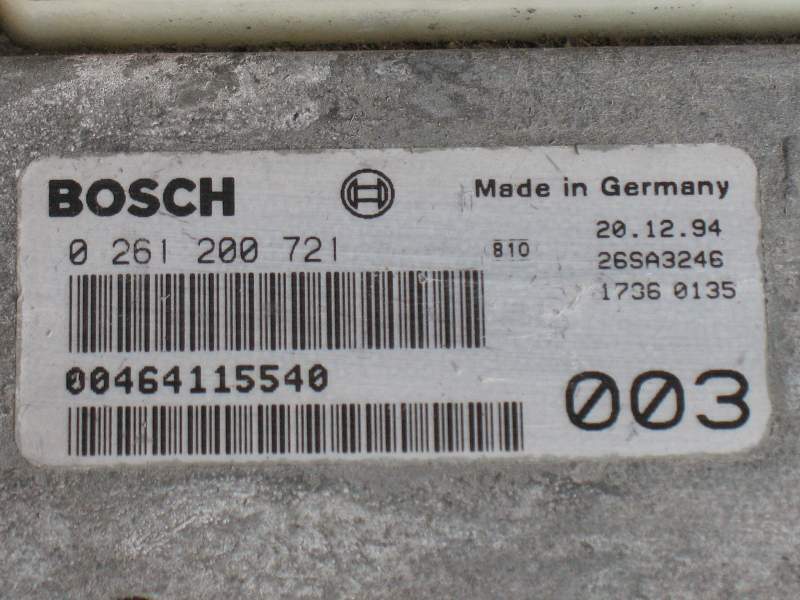 BOSCH
Made in Germany
0 261 200 721
810
20.12.94
26SA3246
1736 0135
00464115540
003